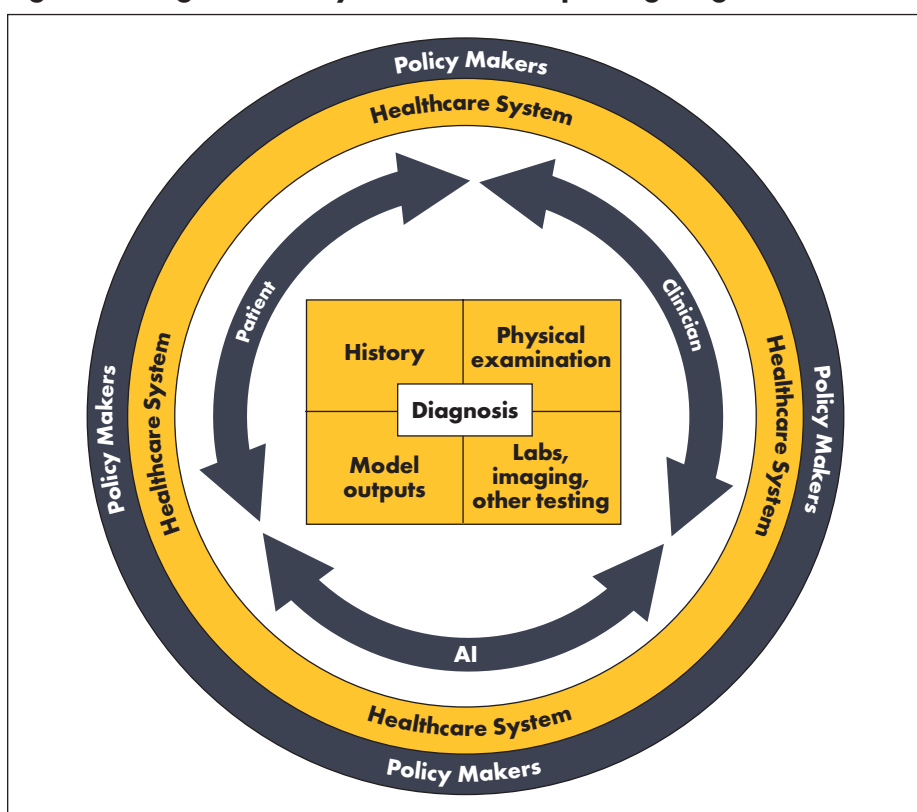 Policy Makers
Healthcare System
Patient
Clinician
Policy Makers
Healthcare System
History
Physical
examination
Diagnosis
Model
outputs
Labs,
imaging,
other testing
Healthcare System
Policy Makers
AI
Healthcare System
Policy Makers